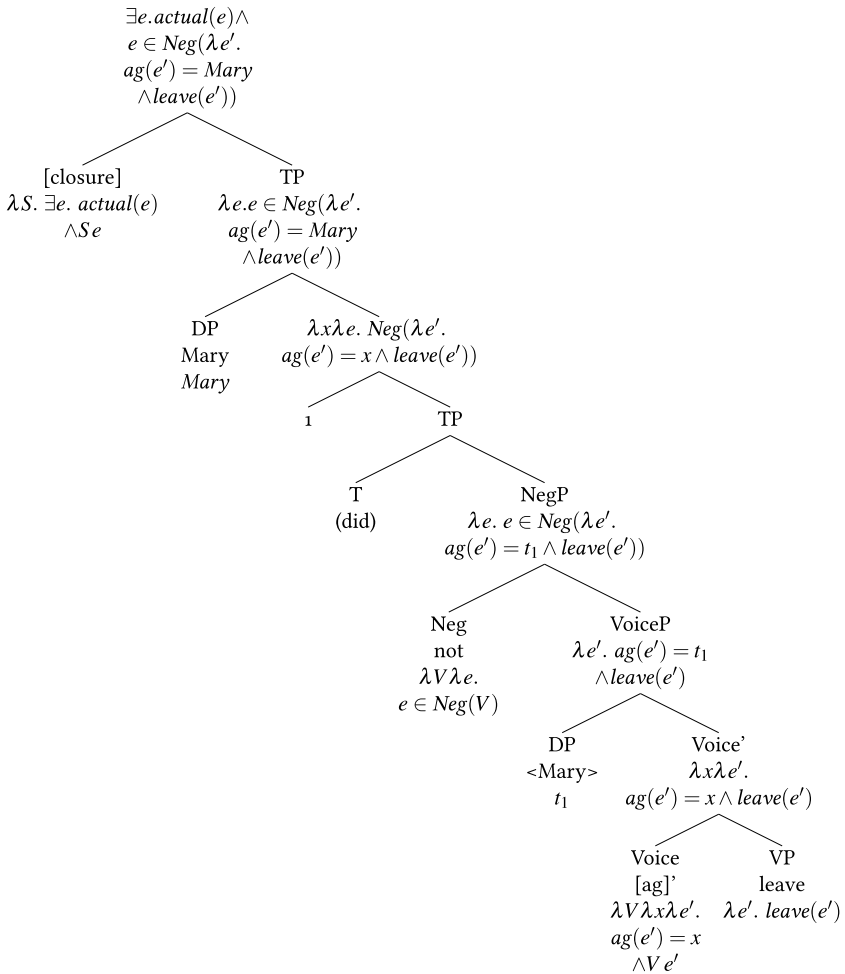 ∃e.actual(e)∧
e ∈ Neg(λe′.
ag(e′) = Mary
∧leave(e′))
[closure]
λS. ∃e. actual(e)
∧S e
TP
λe.e ∈ Neg(λe′.
ag(e′) = Mary
∧leave(e′))
DP
Mary
Mary
λxλe. Neg(λe′.
ag(e′) = x ∧ leave(e′))
1
TP
T
(did)
NegP
λe. e ∈ Neg(λe′.
ag(e′) = t₁ ∧ leave(e′))
Neg
not
λVλe.
e ∈ Neg(V)
VoiceP
λe′. ag(e′) = t₁
∧leave(e′)
DP
<Mary>
t₁
Voice’
λxλe′.
ag(e′) = x ∧ leave(e′)
Voice
[ag]’
λVλxλe′.
ag(e′) = x
∧V e′
VP
leave
λe′. leave(e′)